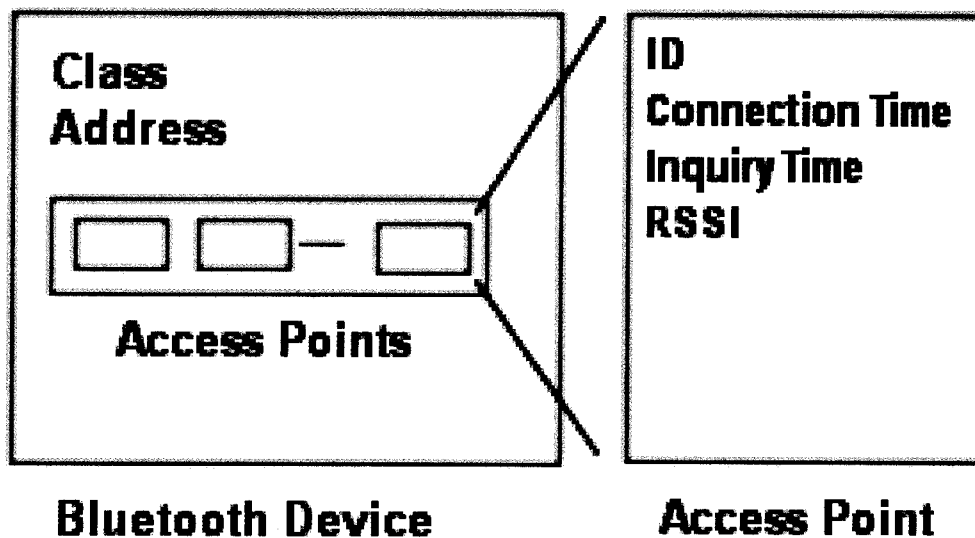 Class
Address
Access Points
Bluetooth Device
ID
Connection Time
Inquiry Time
RSSI
Access Point